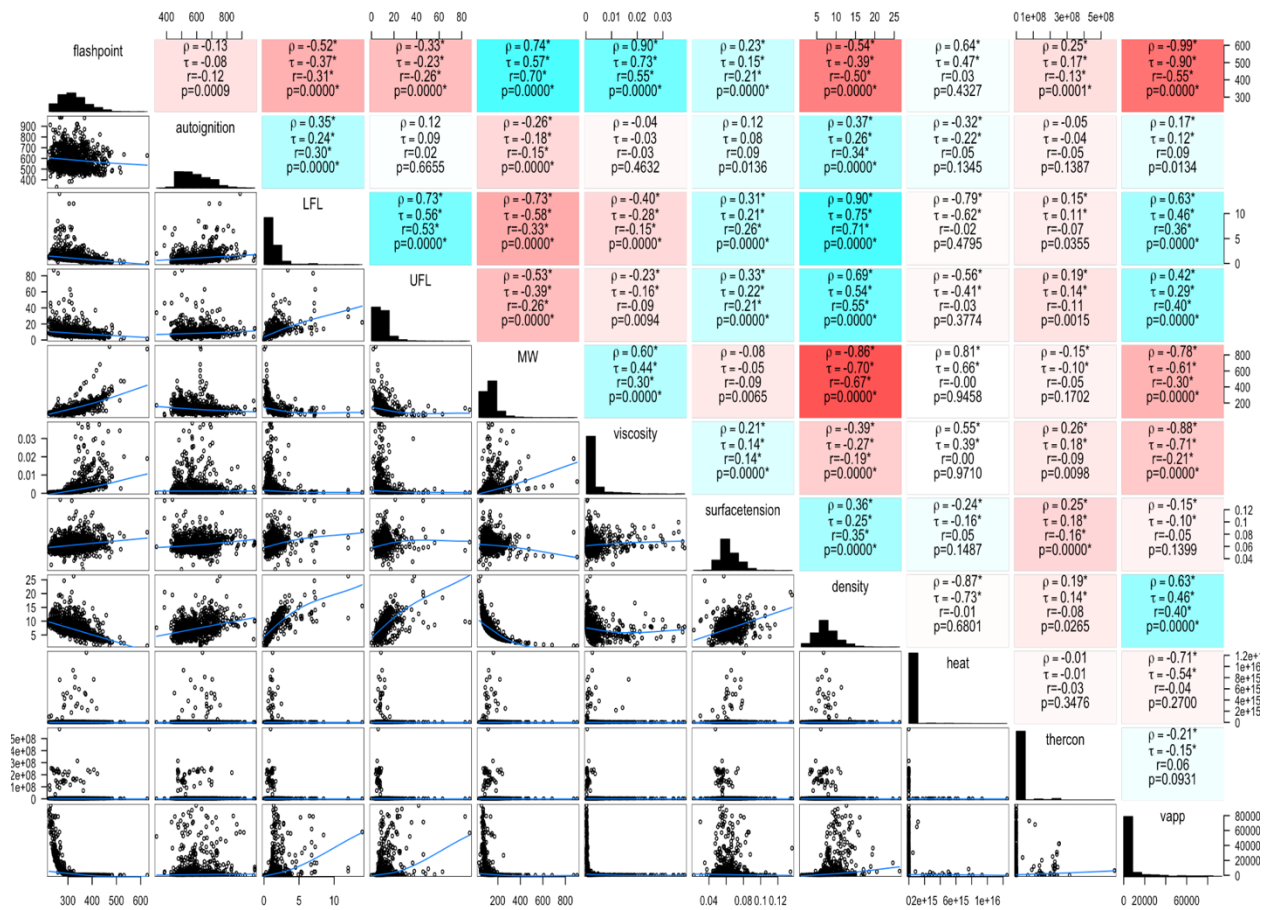 400 600 800
0 20 40 60 80
0 0.01 0.03
5 10 15 20 25
0 1e+08 3e+08 5e+08
flashpoint
ρ = -0.13
τ = -0.08
r=-0.12
p=0.0009
ρ = -0.52*
τ = -0.37*
r=-0.31*
p=0.0000*
ρ = -0.33*
τ = -0.23*
r=-0.26*
p=0.0000*
ρ = 0.74*
τ = 0.57*
r=0.70*
p=0.0000*
ρ = 0.90*
τ = 0.73*
r=0.55*
p=0.0000*
ρ = 0.23*
τ = 0.15*
r=0.21*
p=0.0000*
ρ = -0.54*
τ = -0.39*
r=-0.50*
p=0.0000*
ρ = 0.64*
τ = 0.47*
r=0.03
p=0.4327
ρ = 0.25*
τ = 0.17*
r=-0.13*
p=0.0001*
ρ = -0.99*
τ = -0.90*
r=-0.55*
p=0.0000*
600
500
400
300
900
800
700
600
500
400
autoignition
ρ = 0.35*
τ = 0.24*
r=0.30*
p=0.0000*
ρ = 0.12
τ = 0.09
r=0.02
p=0.6655
ρ = -0.26*
τ = -0.18*
r=-0.15*
p=0.0000*
ρ = -0.04
τ = -0.03
r=-0.03
p=0.4632
ρ = 0.12
τ = 0.08
r=0.09
p=0.0136
ρ = 0.37*
τ = 0.26*
r=0.34*
p=0.0000*
ρ = -0.32*
τ = -0.22*
r=0.05
p=0.1345
ρ = -0.05
τ = -0.04
r=-0.05
p=0.1387
ρ = 0.17*
τ = 0.12*
r=0.09
p=0.0134
LFL
ρ = 0.73*
τ = 0.56*
r=0.53*
p=0.0000*
ρ = -0.73*
τ = -0.58*
r=-0.33*
p=0.0000*
ρ = -0.40*
τ = -0.28*
r=-0.15*
p=0.0000*
ρ = 0.31*
τ = 0.21*
r=0.26*
p=0.0000*
ρ = 0.90*
τ = 0.75*
r=0.71*
p=0.0000*
ρ = -0.79*
τ = -0.62*
r=-0.02
p=0.4795
ρ = 0.15*
τ = 0.11*
r=-0.07
p=0.0355
ρ = 0.63*
τ = 0.46*
r=0.36*
p=0.0000*
10
5
0
80
60
40
20
0
UFL
ρ = -0.53*
τ = -0.39*
r=-0.26*
p=0.0000*
ρ = -0.23*
τ = -0.16*
r=-0.09
p=0.0094
ρ = 0.33*
τ = 0.22*
r=0.21*
p=0.0000*
ρ = 0.69*
τ = 0.54*
r=0.55*
p=0.0000*
ρ = -0.56*
τ = -0.41*
r=-0.03
p=0.3774
ρ = 0.19*
τ = 0.14*
r=-0.11
p=0.0015
ρ = 0.42*
τ = 0.29*
r=0.40*
p=0.0000*
MW
ρ = 0.60*
τ = 0.44*
r=0.30*
p=0.0000*
ρ = -0.08
τ = -0.05
r=-0.09
p=0.0065
ρ = -0.86*
τ = -0.70*
r=-0.67*
p=0.0000*
ρ = 0.81*
τ = 0.66*
r=-0.00
p=0.9458
ρ = -0.15*
τ = -0.10*
r=-0.05
p=0.1702
ρ = -0.78*
τ = -0.61*
r=-0.30*
p=0.0000*
800
600
400
200
0.03
0.02
0.01
0
viscosity
ρ = 0.21*
τ = 0.14*
r=0.14*
p=0.0000*
ρ = -0.39*
τ = -0.27*
r=-0.19*
p=0.0000*
ρ = 0.55*
τ = 0.39*
r=0.00
p=0.9710
ρ = 0.26*
τ = 0.18*
r=-0.09
p=0.0098
ρ = -0.88*
τ = -0.71*
r=-0.21*
p=0.0000*
surfacetension
ρ = 0.36*
τ = 0.25*
r=0.35*
p=0.0000*
ρ = -0.24*
τ = -0.16*
r=0.05
p=0.1487
ρ = 0.25*
τ = 0.18*
r=-0.16*
p=0.0000*
ρ = -0.15*
τ = -0.10*
r=-0.05
p=0.1399
0.12
0.1
0.08
0.06
0.04
25
20
15
10
5
density
ρ = -0.87*
τ = -0.73*
r=-0.01
p=0.6801
ρ = 0.19*
τ = 0.14*
r=-0.08
p=0.0265
ρ = 0.63*
τ = 0.46*
r=0.40*
p=0.0000*
heat
ρ = -0.01
τ = -0.01
r=-0.03
p=0.3476
ρ = -0.71*
τ = -0.54*
r=-0.04
p=0.2700
1e+16
8e+15
6e+15
4e+15
2e+15
0
5e+08
4e+08
3e+08
2e+08
1e+08
0
thercon
ρ = -0.21*
τ = -0.15*
r=0.06
p=0.0931
vapp
80000
60000
40000
20000
0
300 400 500 600
0 5 10
200 400 600 800
0.04 0.06 0.08 0.1 0.12
0 2e+15 6e+15 1e+16
0 20000 60000